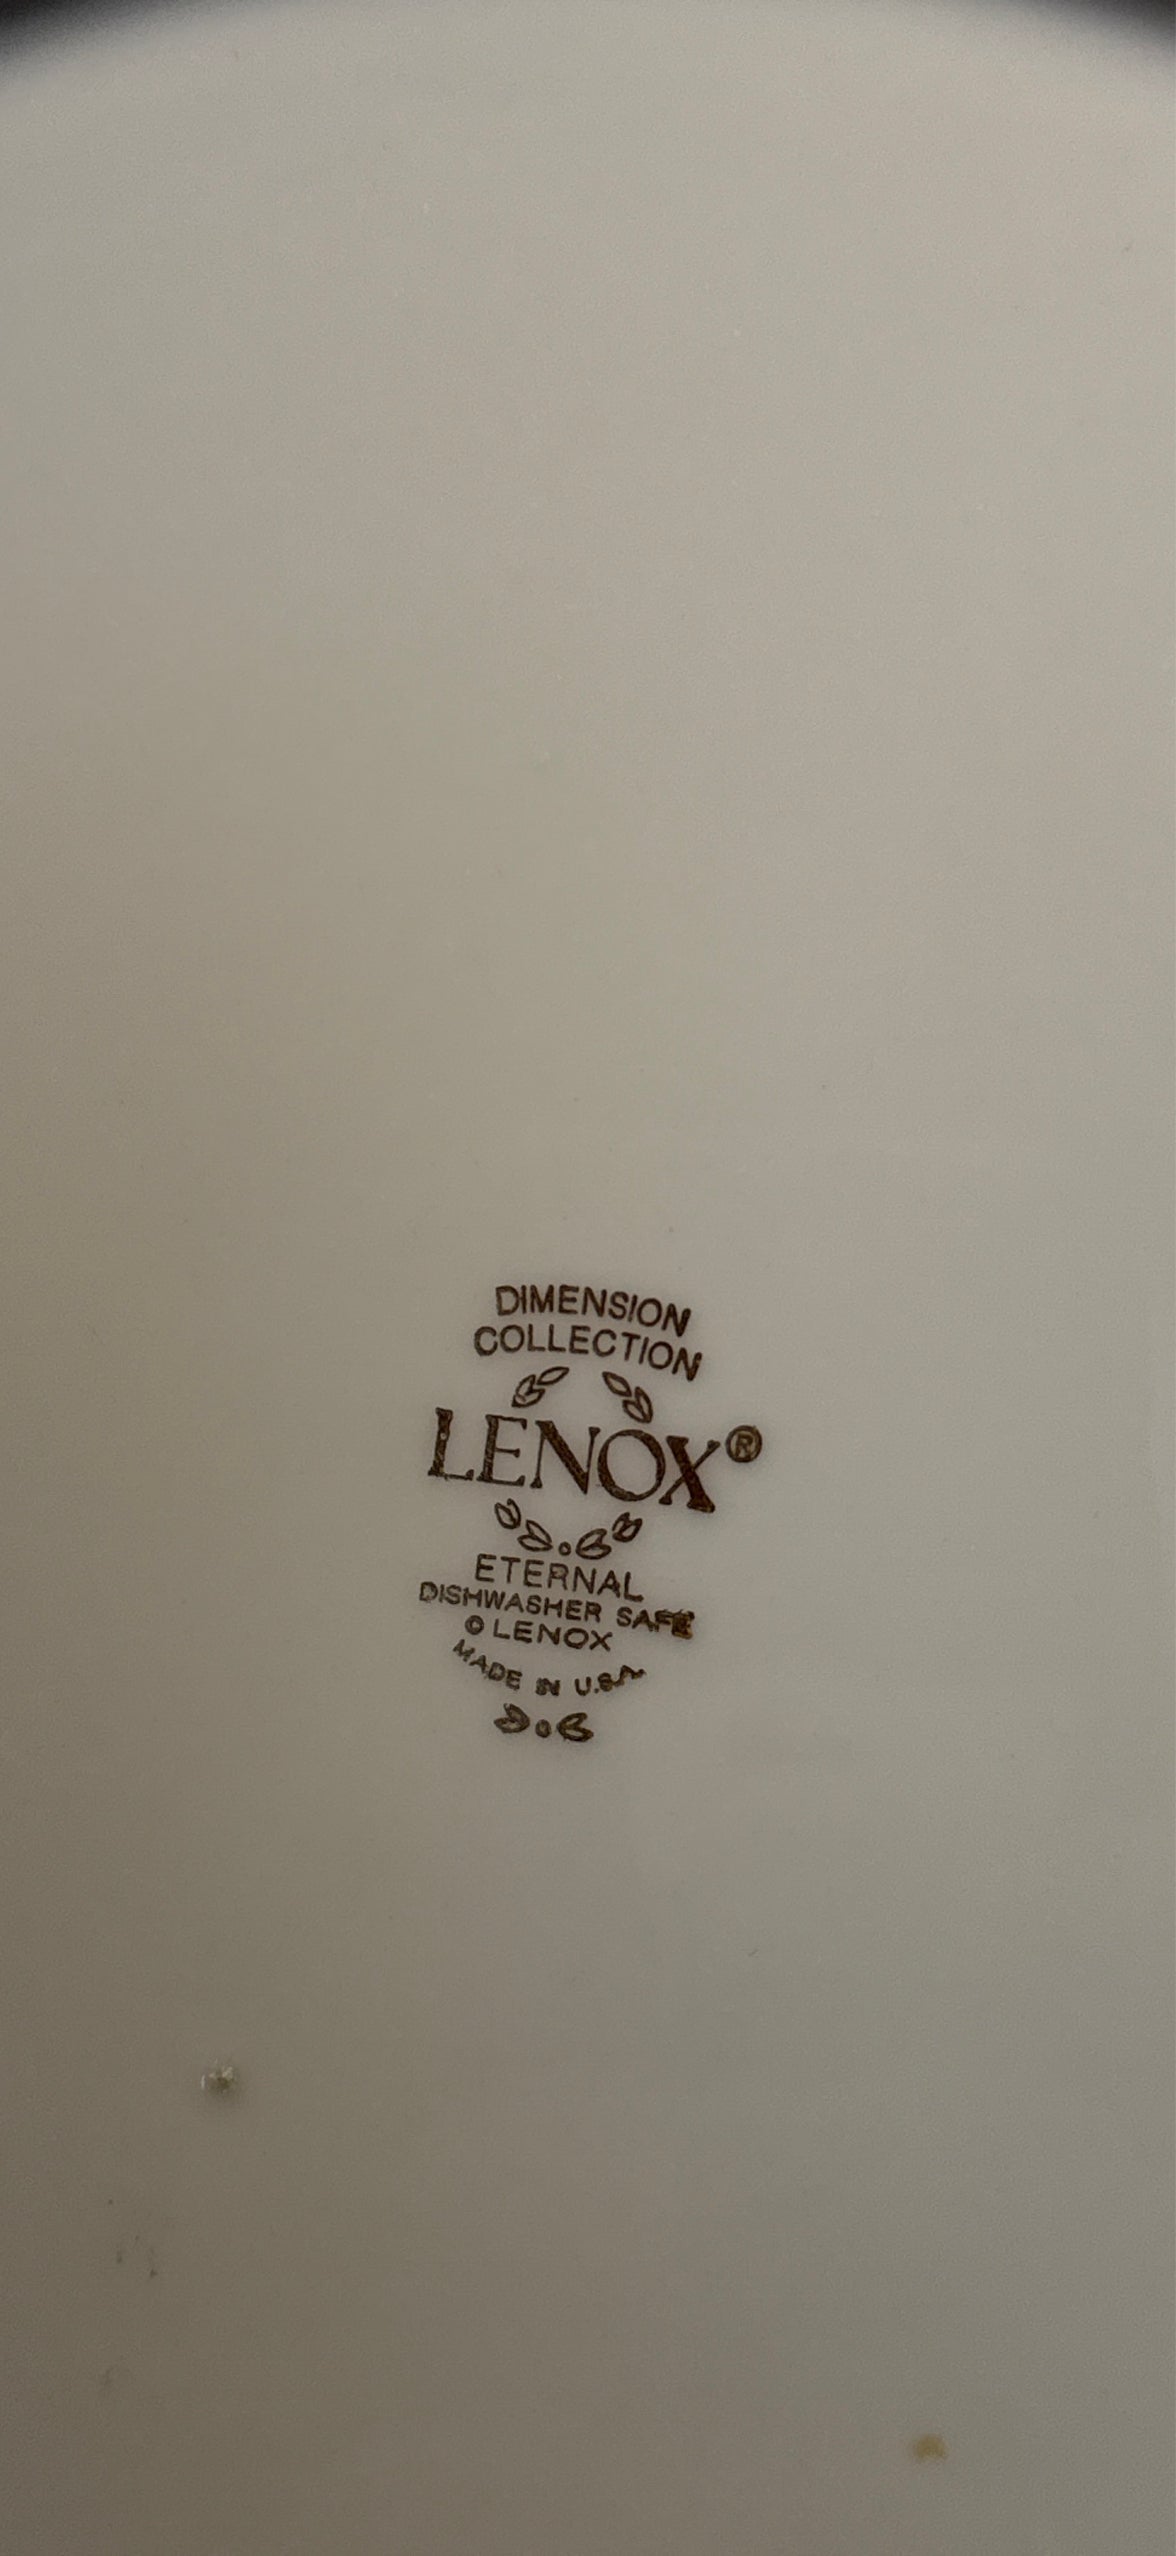 DIMENSION
COLLECTION
LENOX®
ETERNAL
DISHWASHER SAFE
© LENOX
MADE IN U.S.A.